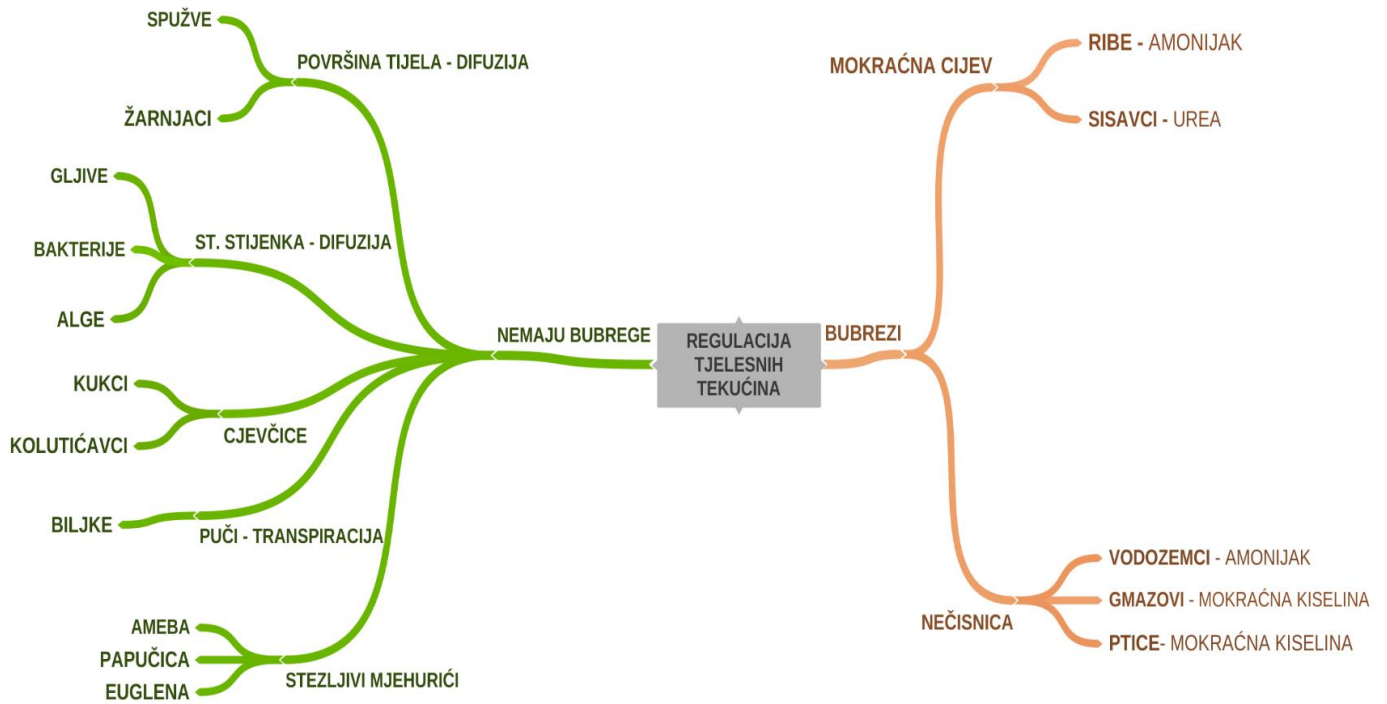 SPUŽVE
POVRŠINA TIJELA - DIFUZIJA
ŽARNJACI
GLJIVE
BAKTERIJE
ST. STIJENKA - DIFUZIJA
ALGE
KUKCI
KOLUTIĆAVCI
CJEVČICE
BILJKE
PUČI - TRANSPIRACIJA
AMEBA
PAPUČICA
EUGLENA
STEZLJIVI MJEHURIĆI
NEMAJU BUBREGE
REGULACIJA
TJELESNIH
TEKUĆINA
BUBREZI
MOKRAĆNA CIJEV
RIBE - AMONIJAK
SISAVCI - UREA
NEČISNICA
VODOZEMCI - AMONIJAK
GMAZOVI - MOKRAĆNA KISELINA
PTICE- MOKRAĆNA KISELINA